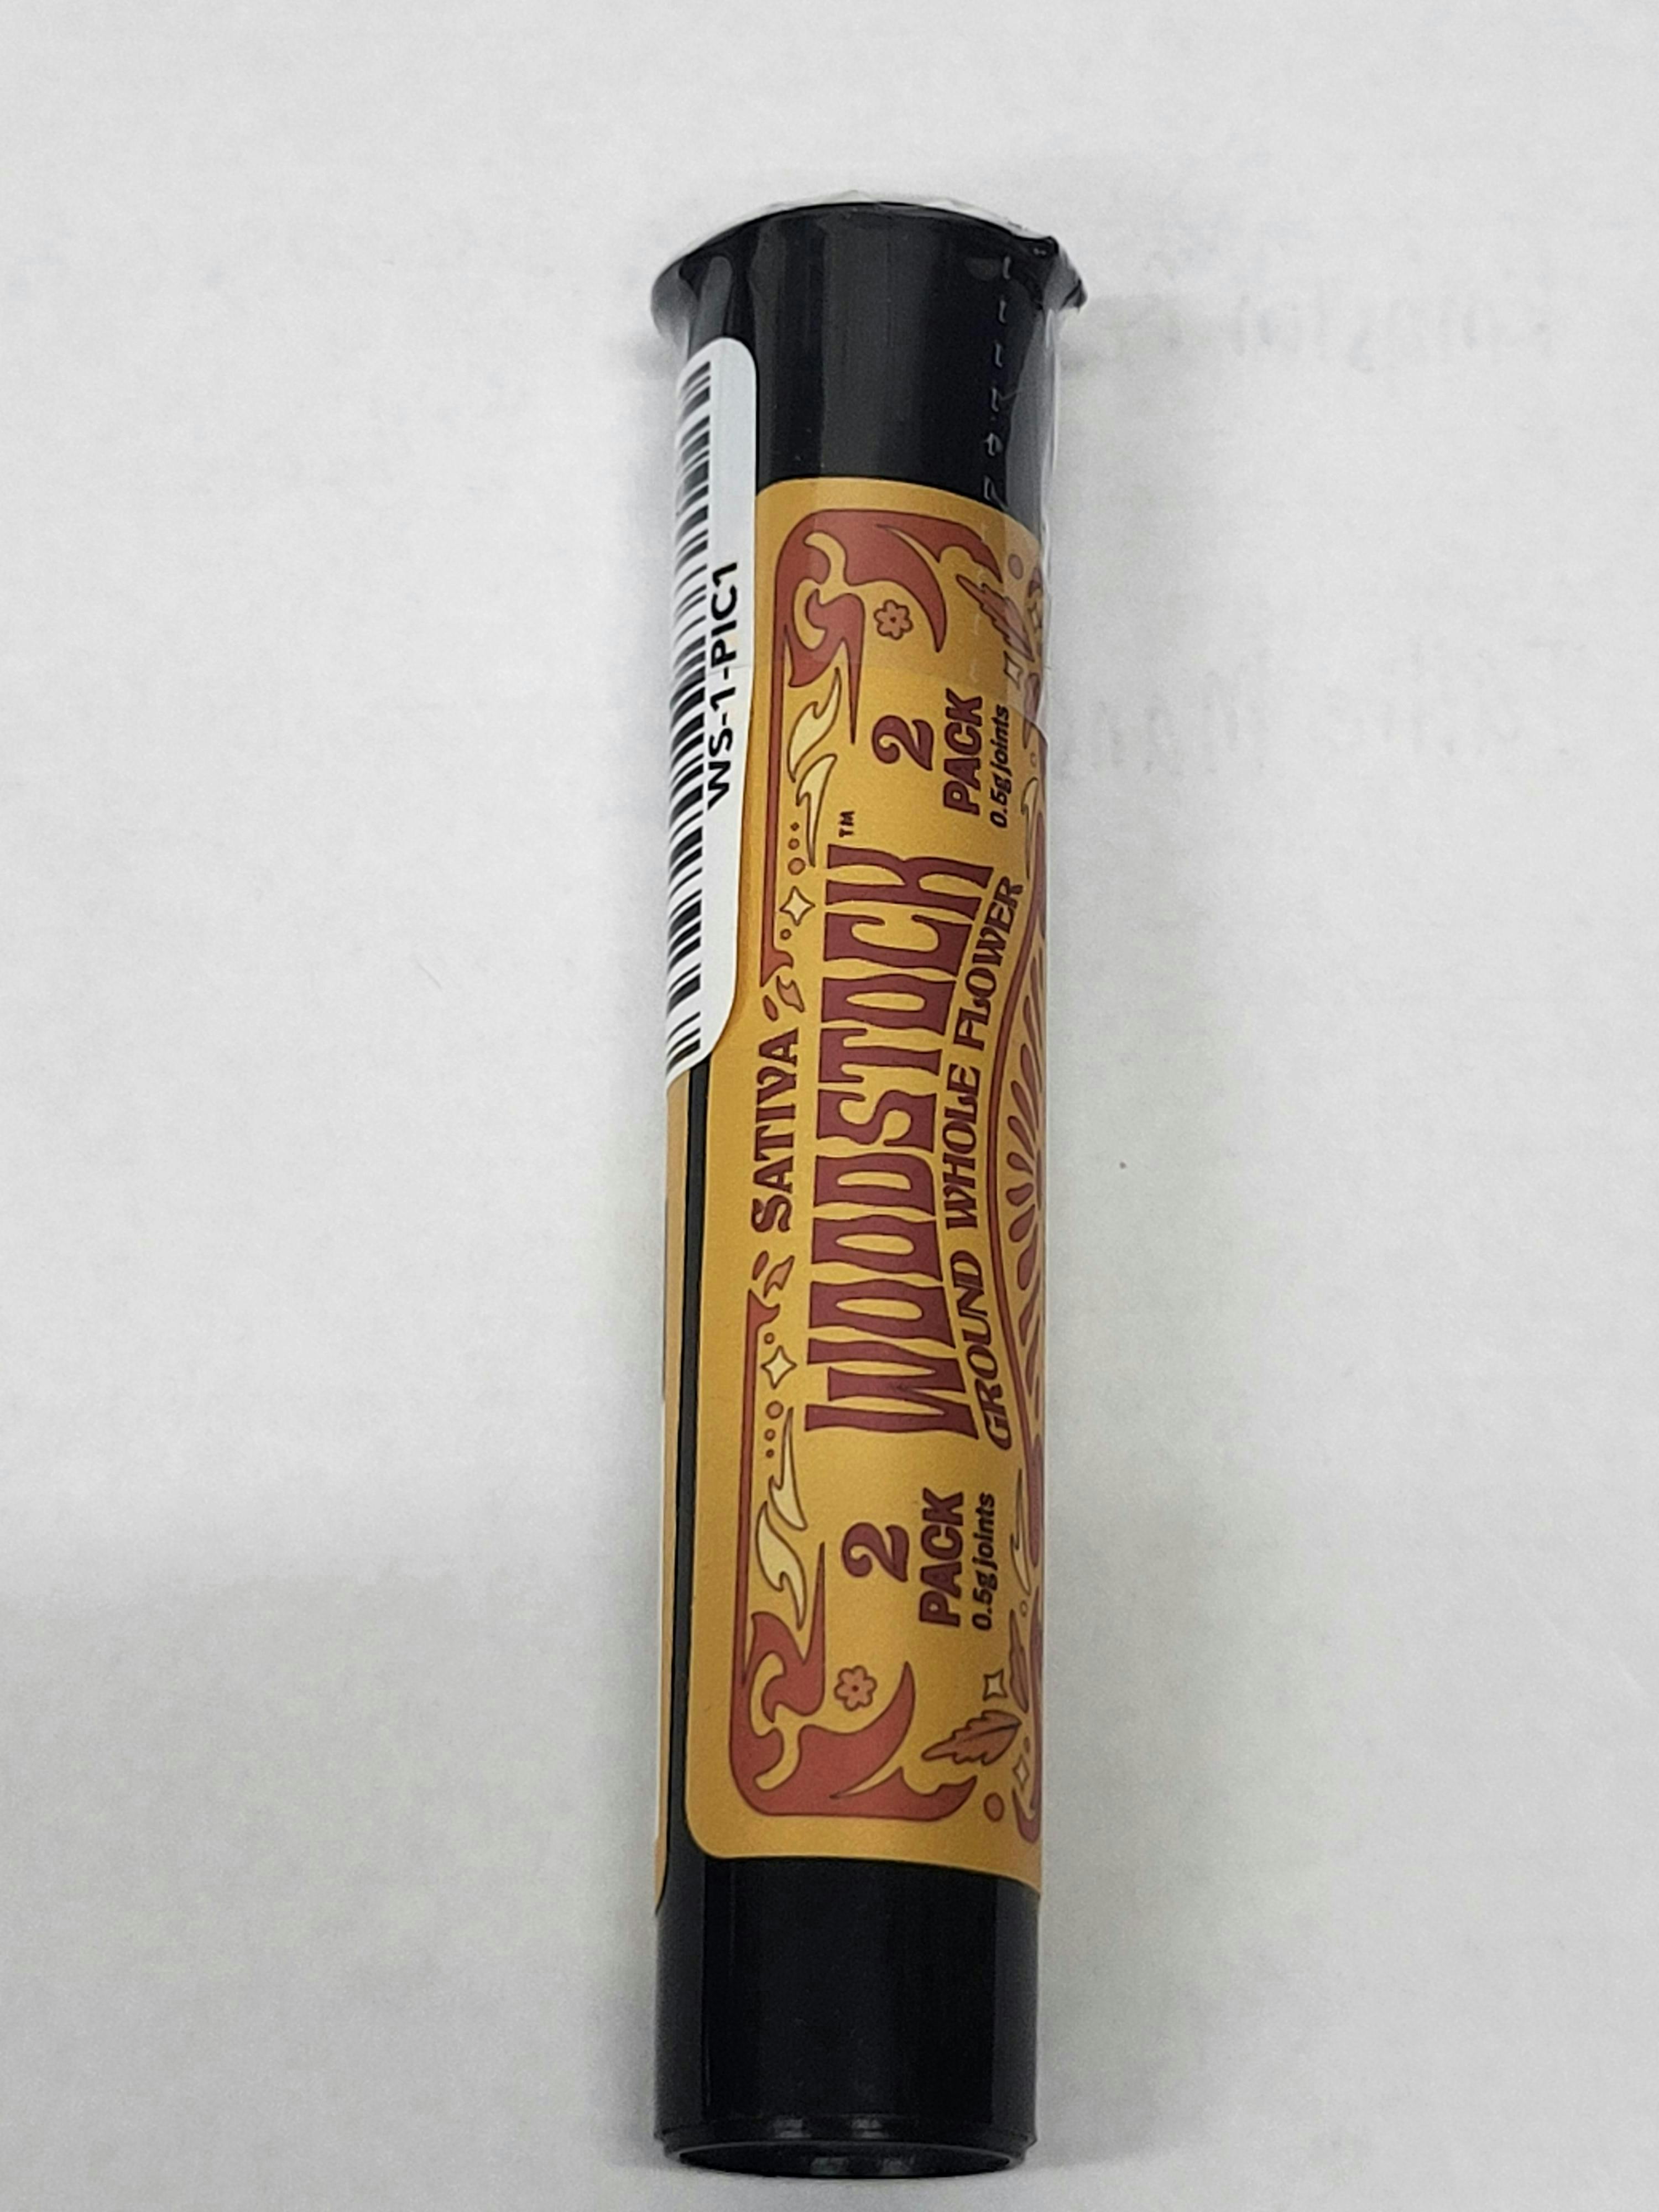 WS-1-PIC1
SATIVA
WOODSTOCK™
GROUND WHOLE FLOWER
2
PACK
0.5g joints
2
PACK
0.5g joints